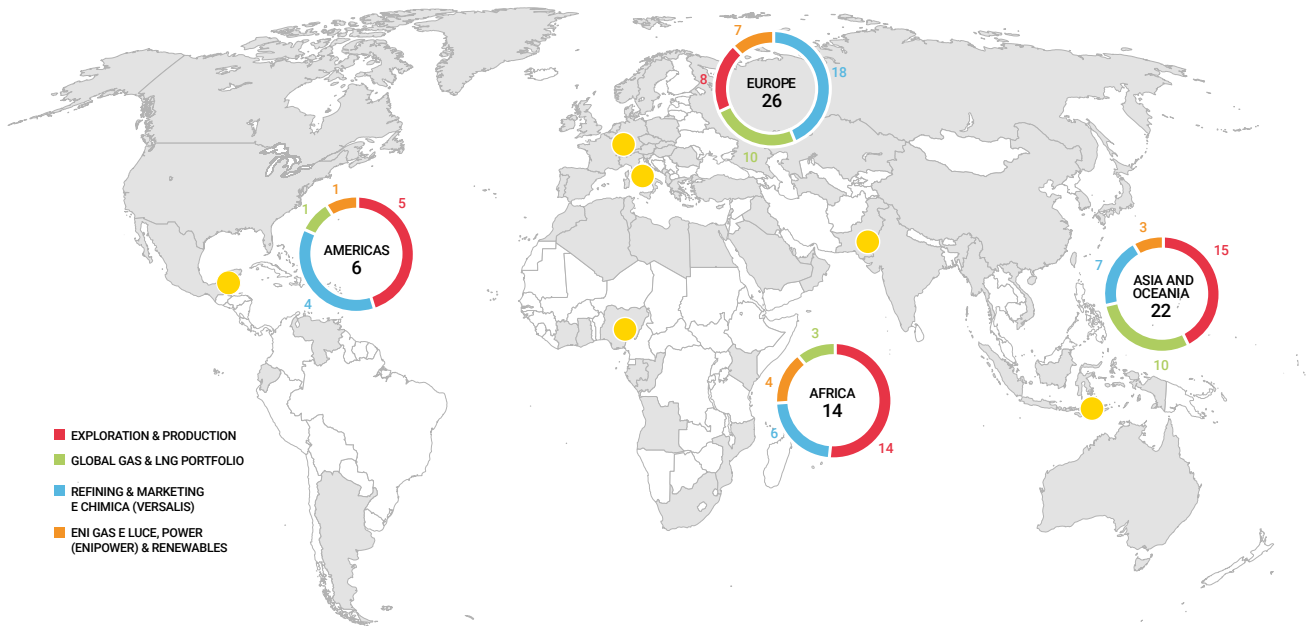 7
18
8
EUROPE
26
10
1
1
5
AMERICAS
6
4
3
15
7
ASIA AND
OCEANIA
22
10
3
4
AFRICA
14
6
14
EXPLORATION & PRODUCTION
GLOBAL GAS & LNG PORTFOLIO
REFINING & MARKETING
E CHIMICA (VERSALIS)
ENI GAS E LUCE, POWER
(ENIPOWER) & RENEWABLES